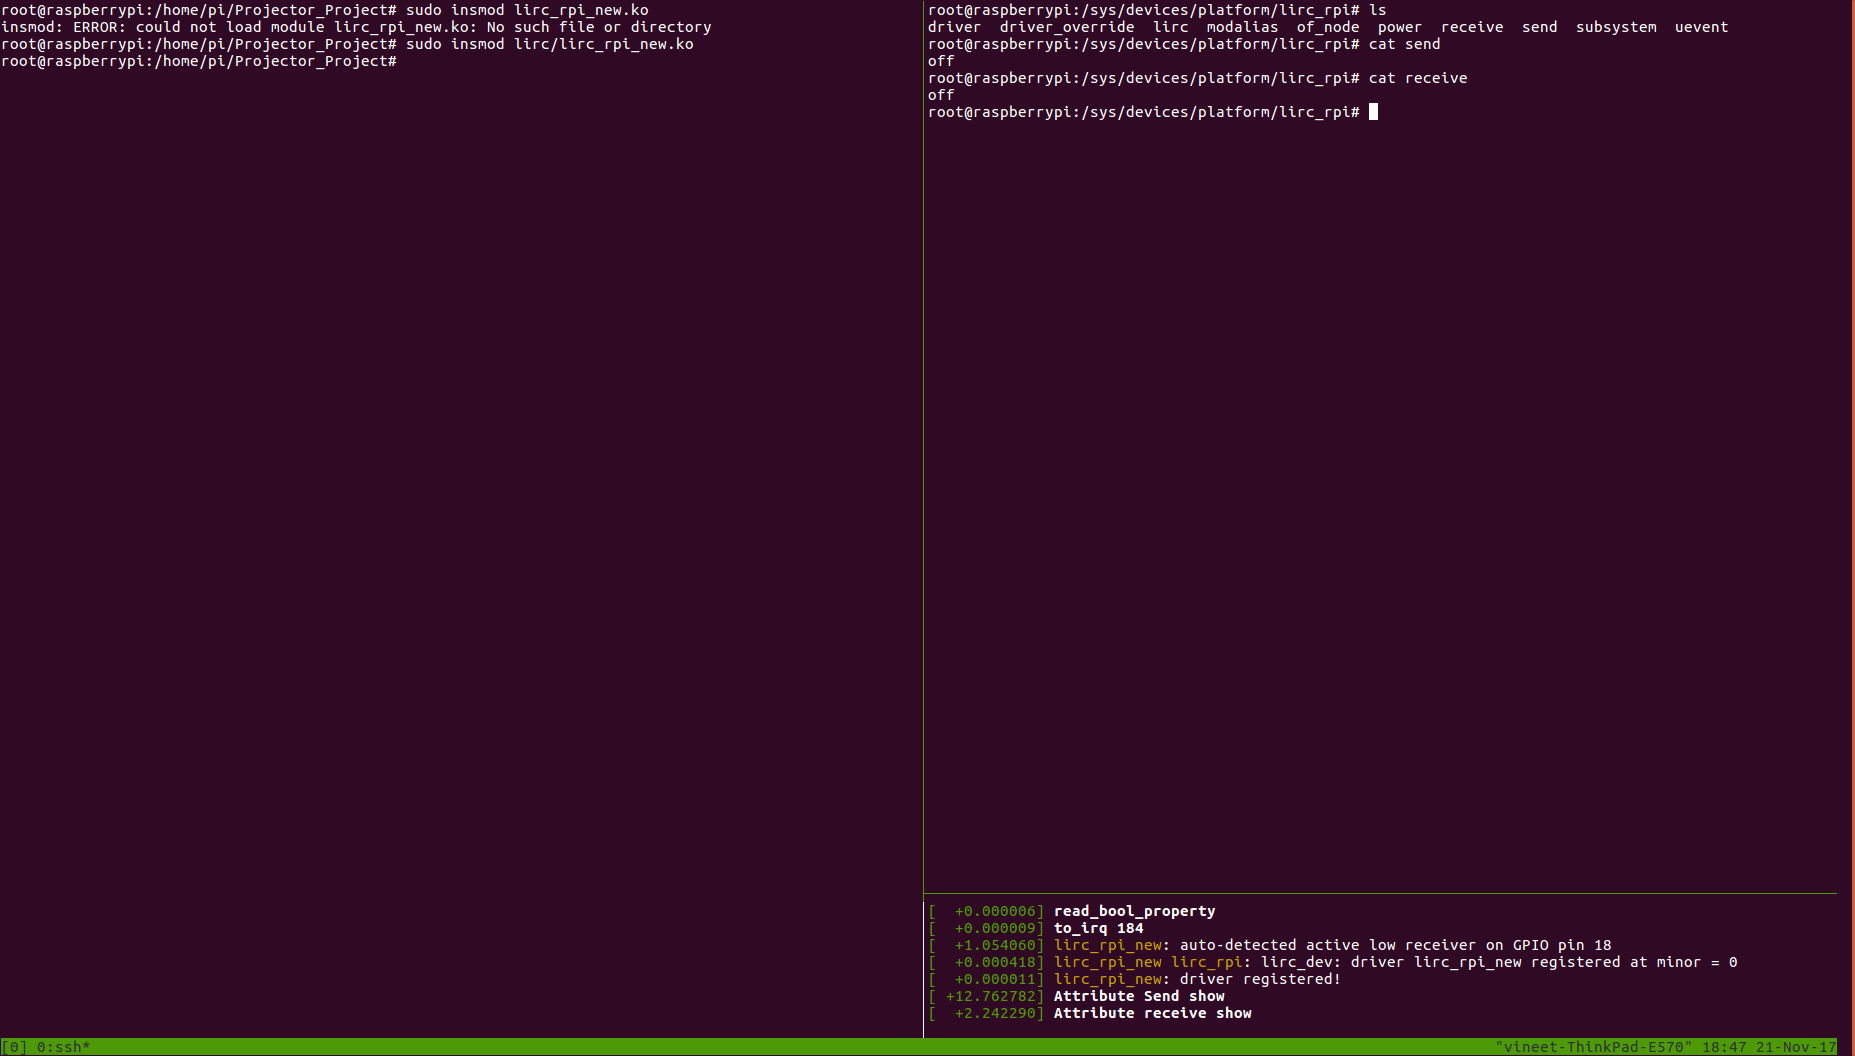 root@raspberrypi:/home/pi/Projector_Project# sudo insmod lirc_rpi_new.ko
insmod: ERROR: could not load module lirc_rpi_new.ko: No such file or directory
root@raspberrypi:/home/pi/Projector_Project# sudo insmod lirc/lirc_rpi_new.ko
root@raspberrypi:/home/pi/Projector_Project#
root@raspberrypi:/sys/devices/platform/lirc_rpi# ls
driver  driver_override  lirc  modalias  of_node  power  receive  send  subsystem  uevent
root@raspberrypi:/sys/devices/platform/lirc_rpi# cat send
off
root@raspberrypi:/sys/devices/platform/lirc_rpi# cat receive
off
root@raspberrypi:/sys/devices/platform/lirc_rpi#
[  +0.000006] read_bool_property
[  +0.000009] to_irq 184
[  +1.054060] lirc_rpi_new: auto-detected active low receiver on GPIO pin 18
[  +0.000418] lirc_rpi_new lirc_rpi: lirc_dev: driver lirc_rpi_new registered at minor = 0
[  +0.000011] lirc_rpi_new: driver registered!
[ +12.762782] Attribute Send show
[  +2.242290] Attribute receive show
[0] 0:ssh* "vineet-ThinkPad-E570" 18:47 21-Nov-17